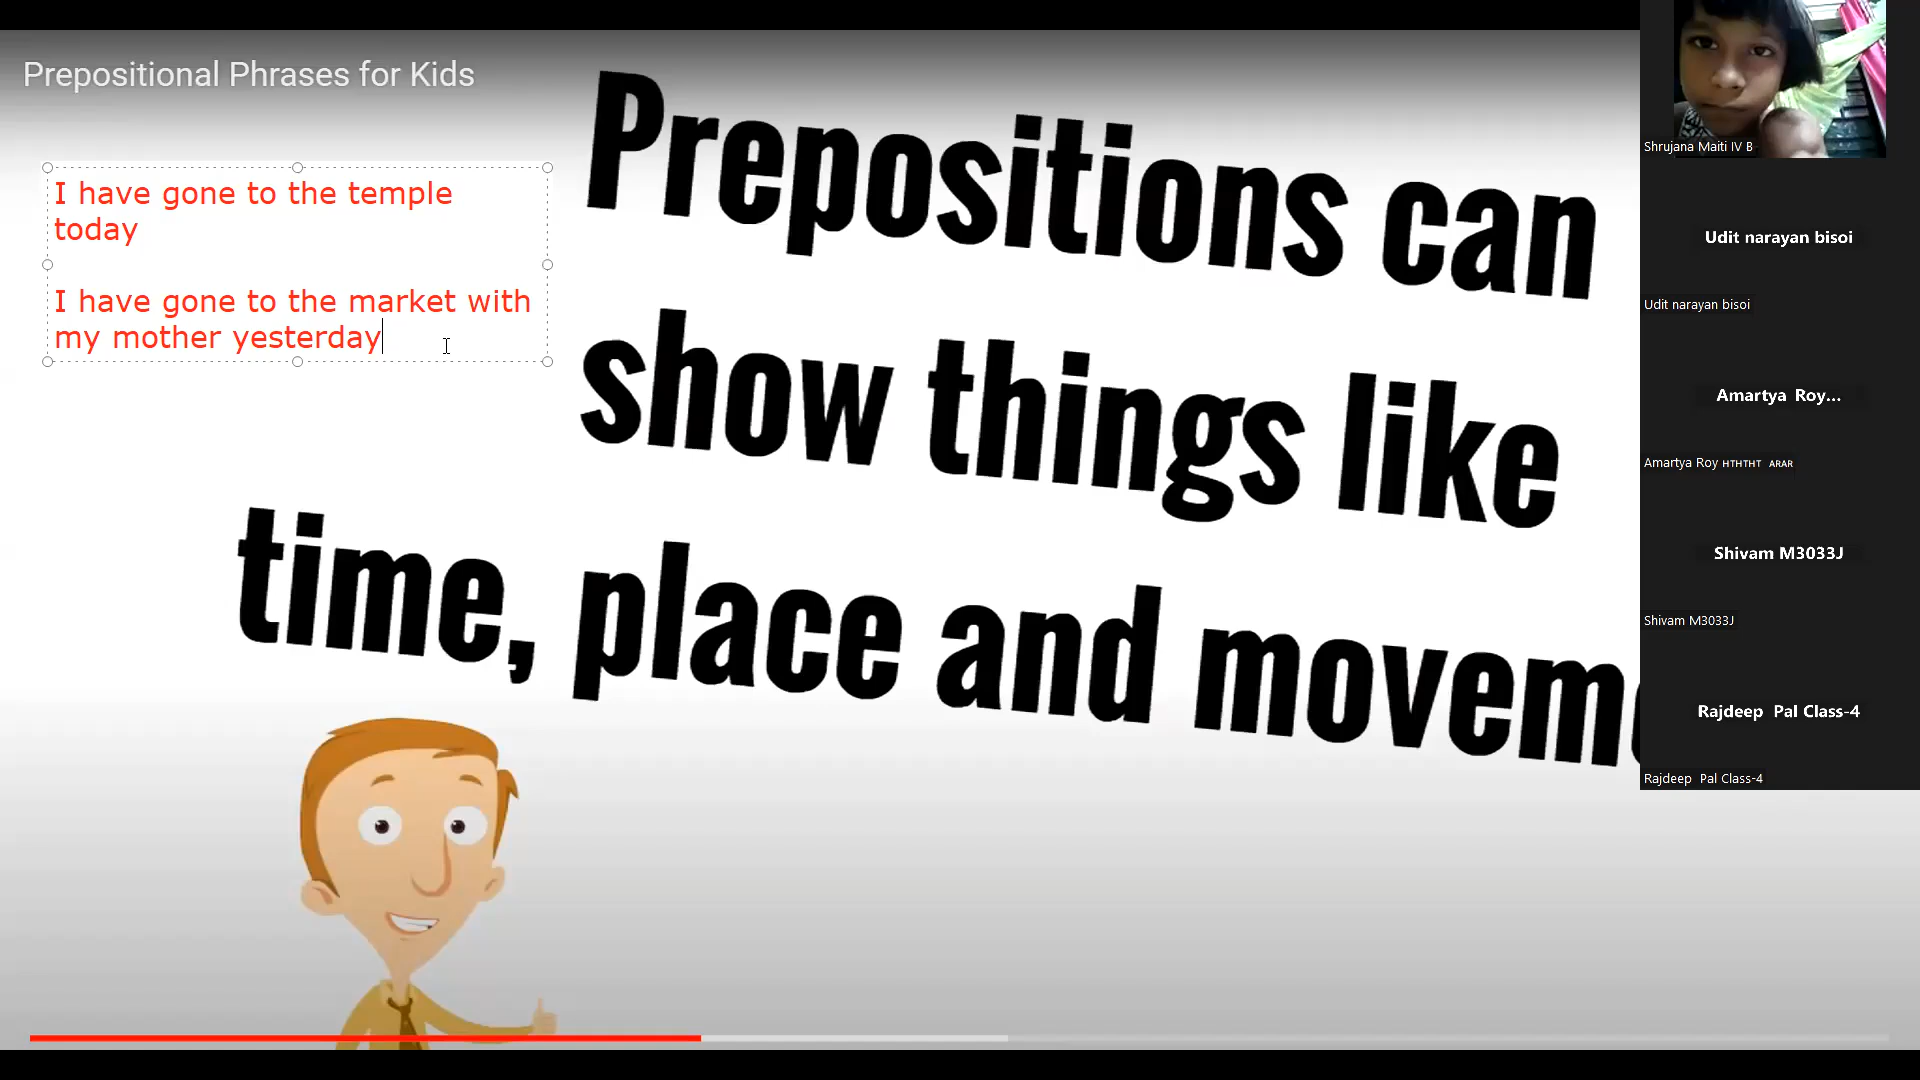 Prepositional Phrases for Kids
I have gone to the temple
today
I have gone to the market with
my mother yesterday
Prepositions can
show things like
time, place and movem
Shrujana Maiti IV B
Udit narayan bisoi
Udit narayan bisoi
Amartya Roy...
Amartya Roy ʜᴛʜᴛʜᴛ ᴀʀᴀʀ
Shivam M3033J
Shivam M3033J
Rajdeep Pal Class-4
Rajdeep Pal Class-4